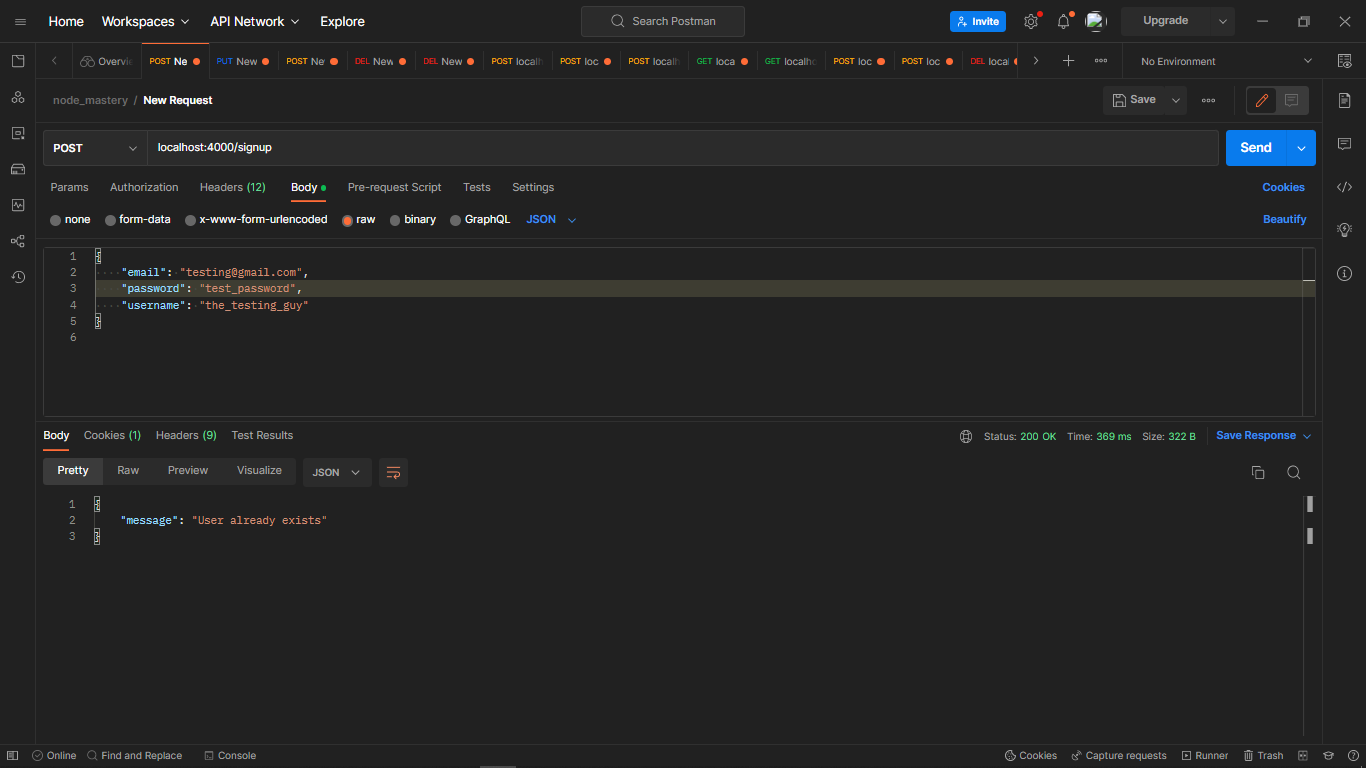 Home Workspaces API Network Explore Search Postman Invite Upgrade
Overvie POST Ne PUT New POST Ne DEL New DEL New POST localh POST loc POST localh GET loca GET localho POST loc POST loc DEL local No Environment
node_mastery / New Request Save
POST localhost:4000/signup Send
Params Authorization Headers (12) Body Pre-request Script Tests Settings Cookies
none form-data x-www-form-urlencoded raw binary GraphQL JSON Beautify
1 {
2 "email": "testing@gmail.com",
3 "password": "test_password",
4 "username": "the_testing_guy"
5 }
6
Body Cookies (1) Headers (9) Test Results Status: 200 OK Time: 369 ms Size: 322 B Save Response
Pretty Raw Preview Visualize JSON
1 {
2 "message": "User already exists"
3 }
Online Find and Replace Console Cookies Capture requests Runner Trash